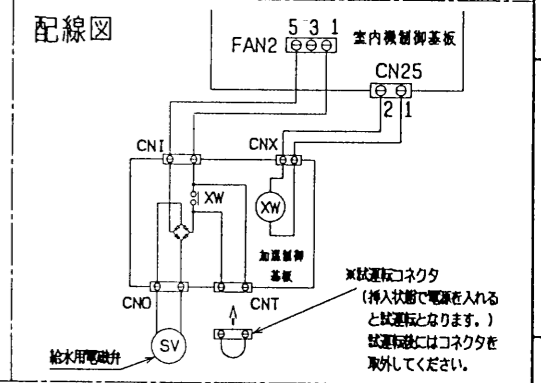 配線図
5 3 1
FAN2
室内機制御基板
CN25
2 1
CNI
CNX
XW
XW
加湿制御
基板
CNO
CNT
SV
給水用電磁弁
※試運転コネクタ
(挿入状態で電源を入れる
と試運転となります。)
試運転後にはコネクタを
取外してください。